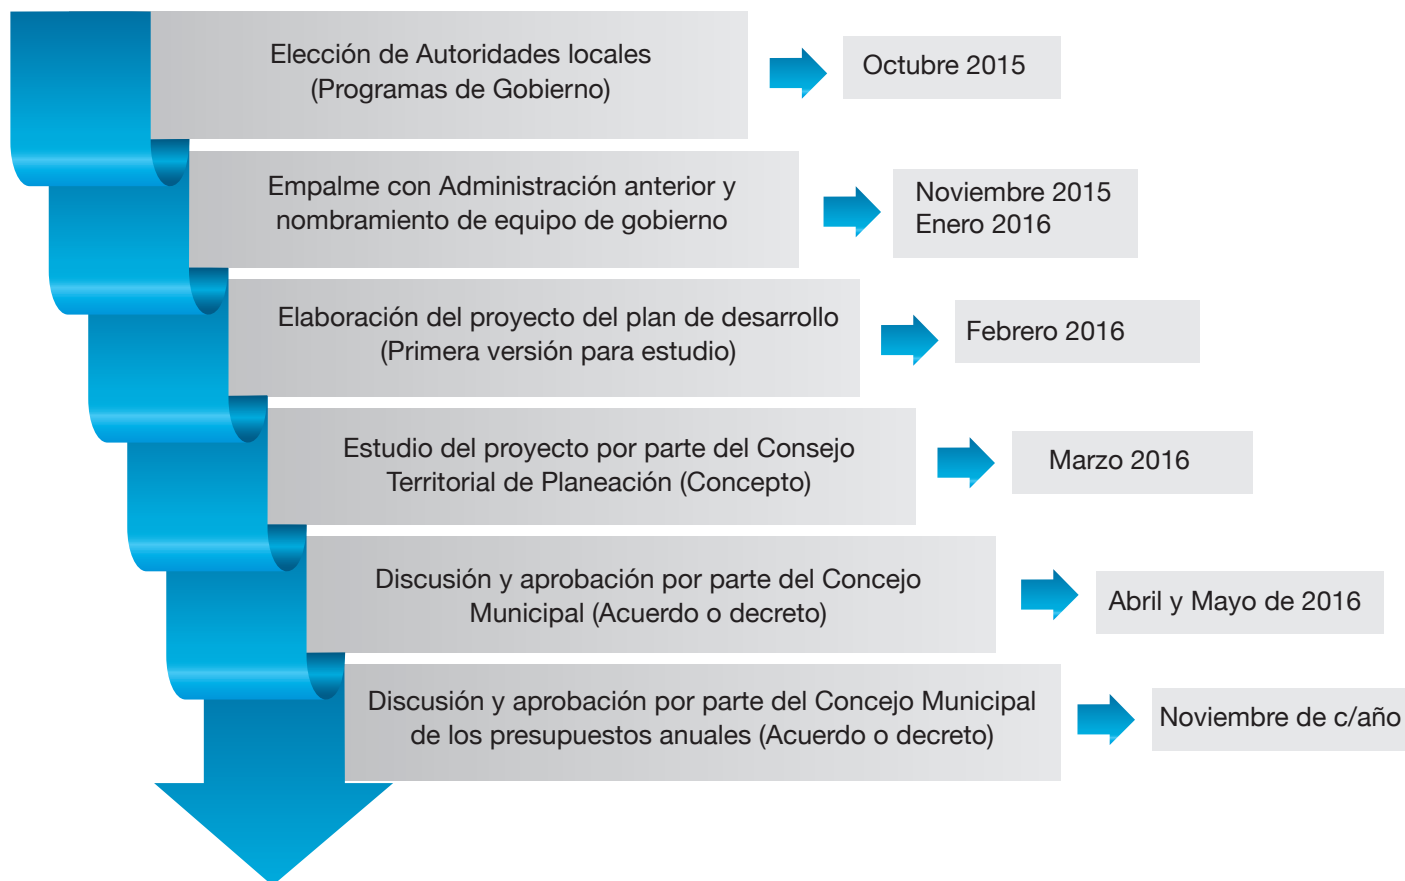 Elección de Autoridades locales
(Programas de Gobierno)
Octubre 2015
Empalme con Administración anterior y
nombramiento de equipo de gobierno
Noviembre 2015
Enero 2016
Elaboración del proyecto del plan de desarrollo
(Primera versión para estudio)
Febrero 2016
Estudio del proyecto por parte del Consejo
Territorial de Planeación (Concepto)
Marzo 2016
Discusión y aprobación por parte del Concejo
Municipal (Acuerdo o decreto)
Abril y Mayo de 2016
Discusión y aprobación por parte del Concejo Municipal
de los presupuestos anuales (Acuerdo o decreto)
Noviembre de c/año